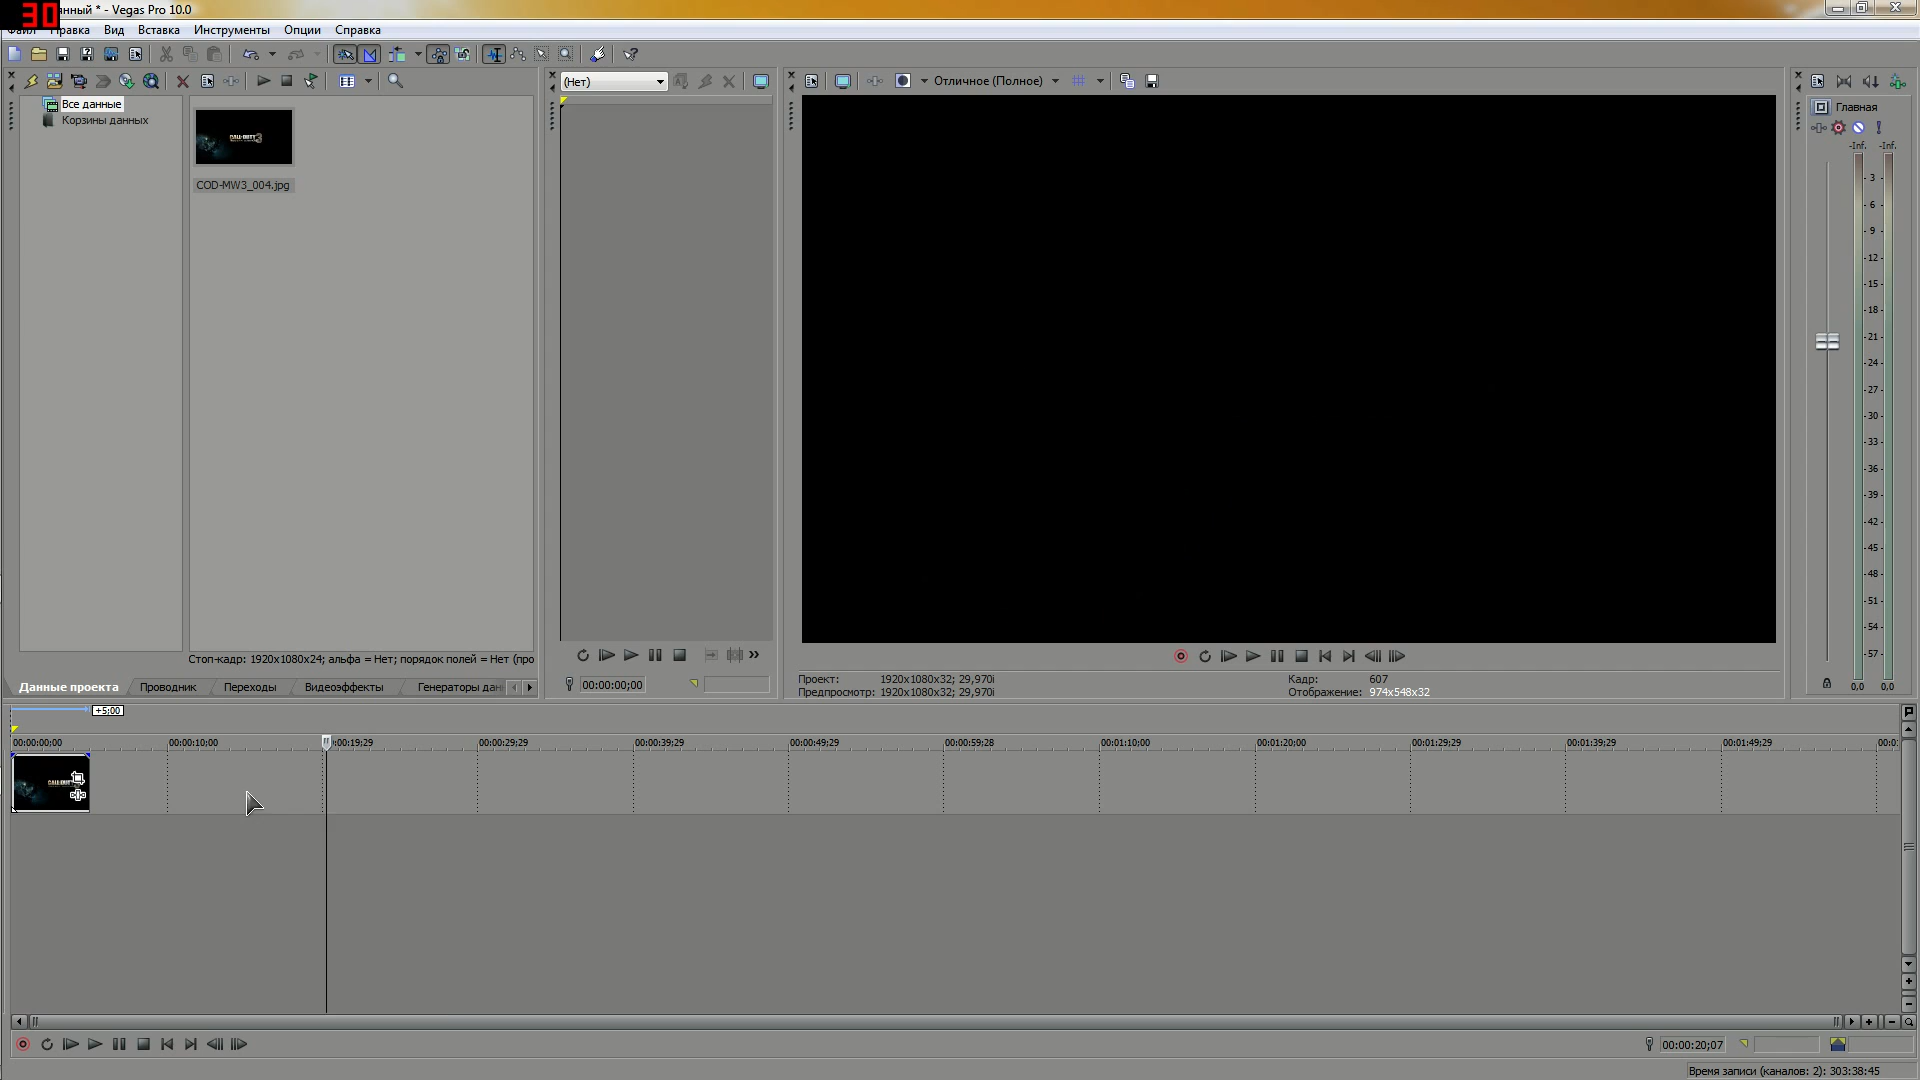 30
янный * - Vegas Pro 10.0
Файл Правка Вид Вставка Инструменты Опции Справка
(Нет)
Отличное (Полное)
Все данные
Корзины данных
CALL DUTY 3
COD-MW3_004.jpg
Главная
-Inf. -Inf.
3
6
9
12
15
18
21
24
27
30
33
36
39
42
45
48
51
54
57
0,0 0,0
Стоп-кадр: 1920x1080x24; альфа = Нет; порядок полей = Нет (про
Данные проекта Проводник Переходы Видеоэффекты Генераторы дан
00:00:00;00
Проект: 1920x1080x32; 29,970i
Предпросмотр: 1920x1080x32; 29,970i
Кадр: 607
Отображение: 974x548x32
+5;00
00:00:00;00 00:00:10;00 :00:19;29 00:00:29;29 00:00:39;29 00:00:49;29 00:00:59;28 00:01:10;00 00:01:20;00 00:01:29;29 00:01:39;29 00:01:49;29 00:0
00:00:20;07
Время записи (каналов: 2): 303:38:45